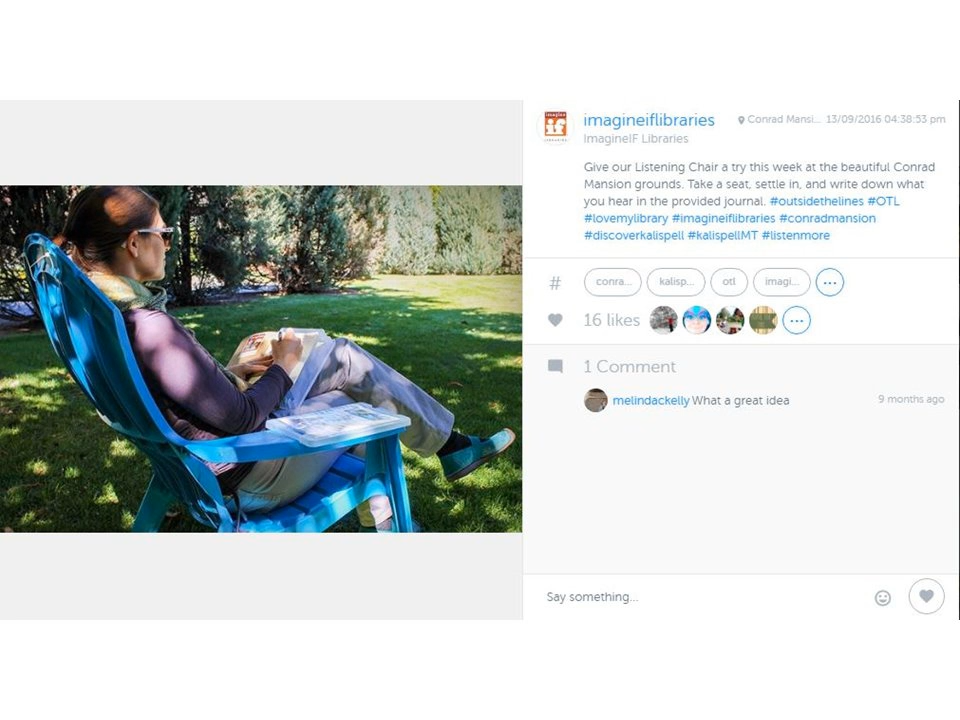 imagine
if
imagineiflibraries
Conrad Mansi... 13/09/2016 04:38:53 pm
ImagineIF Libraries
Give our Listening Chair a try this week at the beautiful Conrad
Mansion grounds. Take a seat, settle in, and write down what
you hear in the provided journal. #outsidethelines #OTL
#lovemylibrary #imagineiflibraries #conradmansion
#discoverkalispell #kalispellMT #listenmore
# conra... kalisp... otl imagi... ...
16 likes ...
1 Comment
melindackelly What a great idea 9 months ago
Say something...